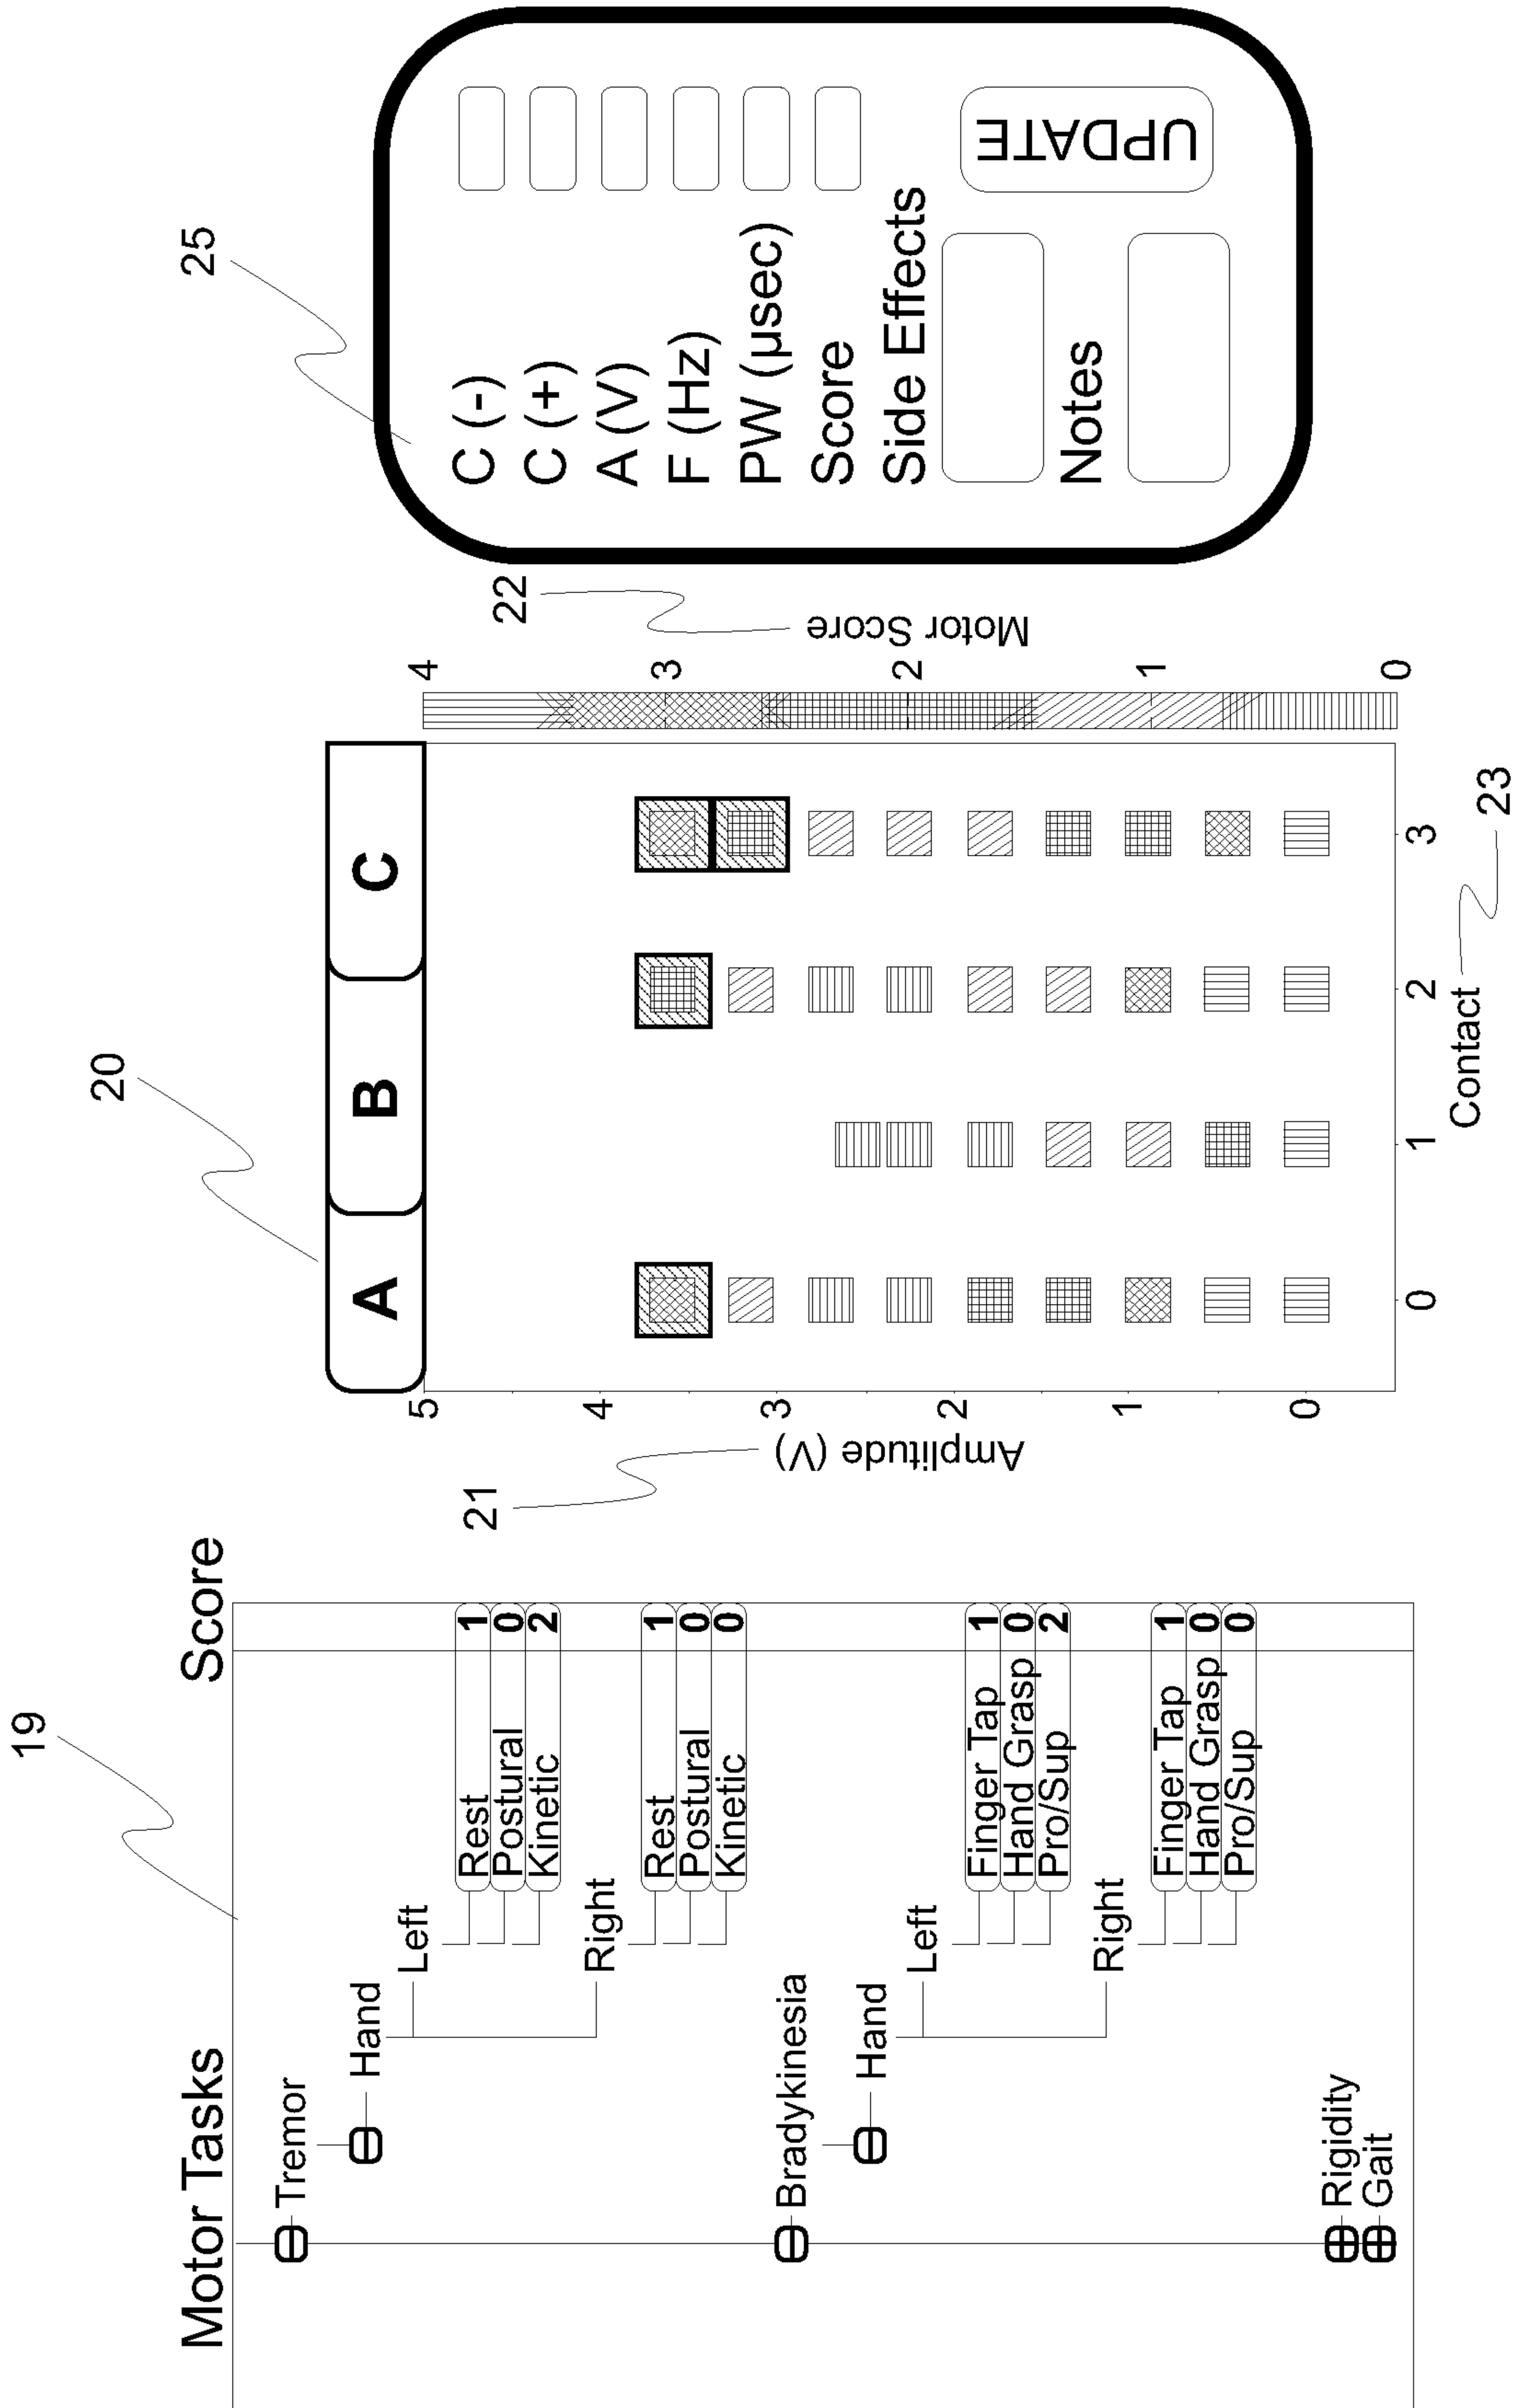 19
Motor Tasks Score
Tremor
Hand
Left
Rest 1
Postural 0
Kinetic 2
Right
Rest 1
Postural 0
Kinetic 0
Bradykinesia
Hand
Left
Finger Tap 1
Hand Grasp 0
Pro/Sup 2
Right
Finger Tap 1
Hand Grasp 0
Pro/Sup 0
Rigidity
Gait
20
A B C
21
Amplitude (V)
5
4
3
2
1
0
0 1 2 3
Contact
23
22
Motor Score
4
3
2
1
0
25
C (-)
C (+)
A (V)
F (Hz)
PW (µsec)
Score
Side Effects
Notes
UPDATE